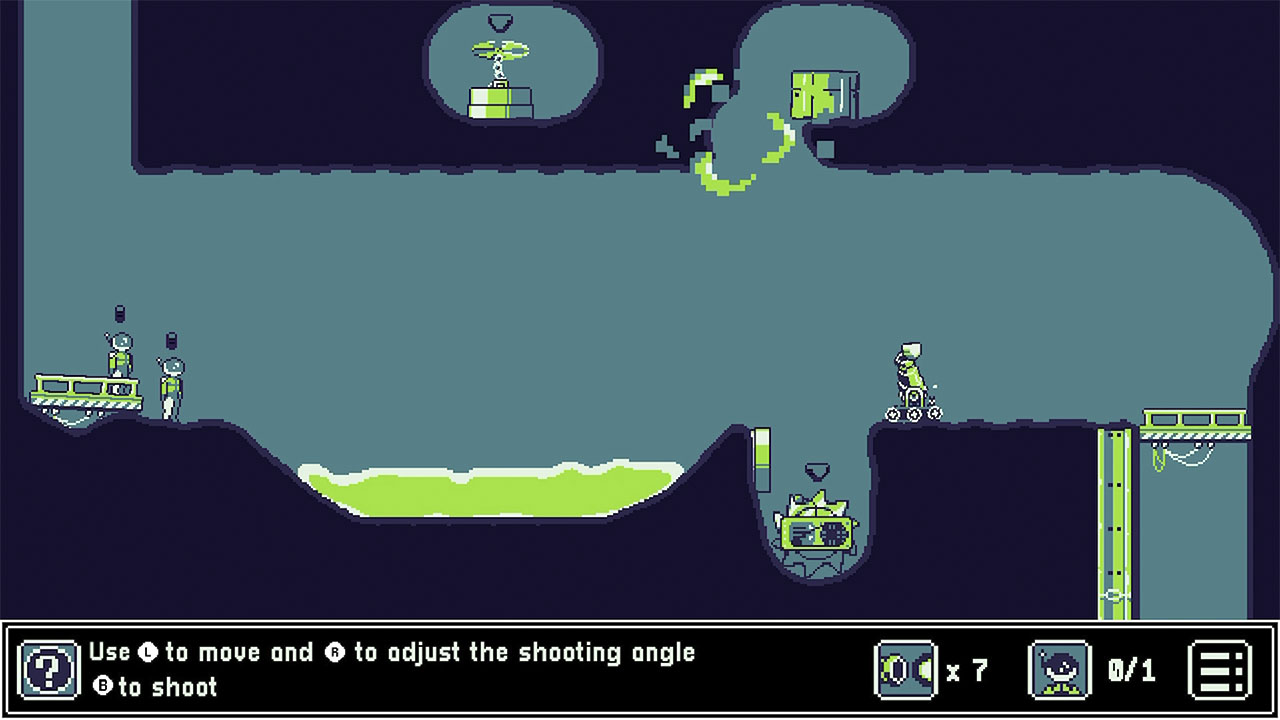 Use L to move and R to adjust the shooting angle
B to shoot
x 7
0/1
?